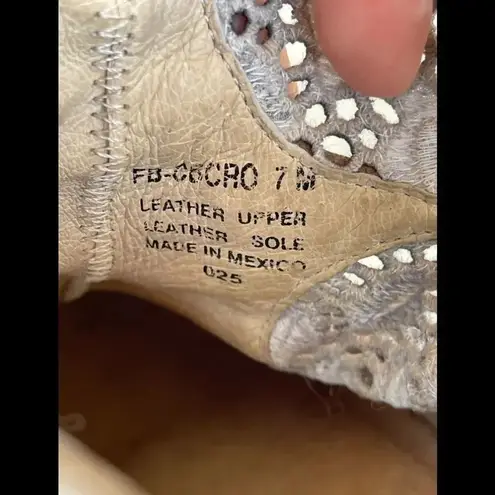 FB-C6CRO 7 M
LEATHER UPPER
LEATHER SOLE
MADE IN MEXICO
025